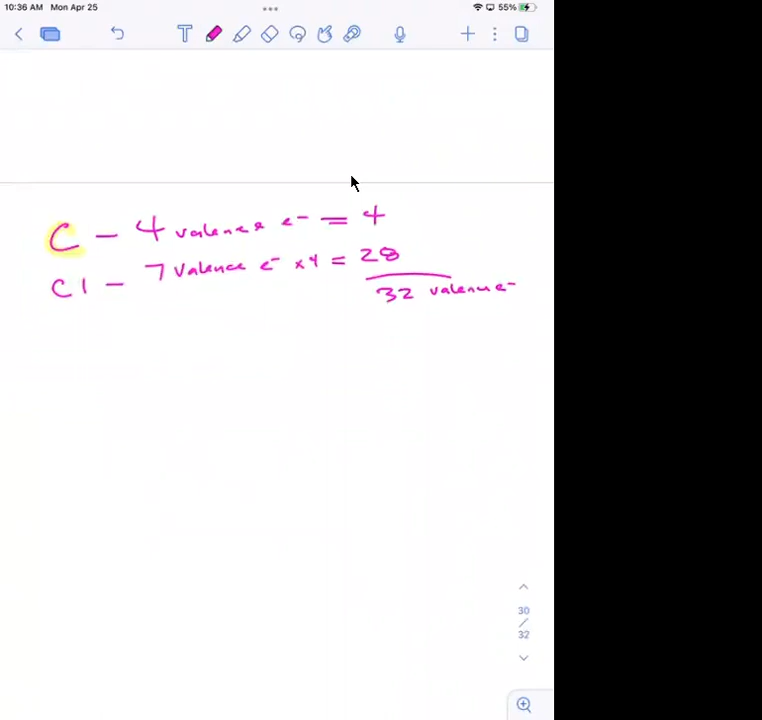 10:36 AM Mon Apr 25
55%
T
C - 4 valence e- = 4
Cl - 7 valence e- x4 = 28
32 valence e-
30
/
32